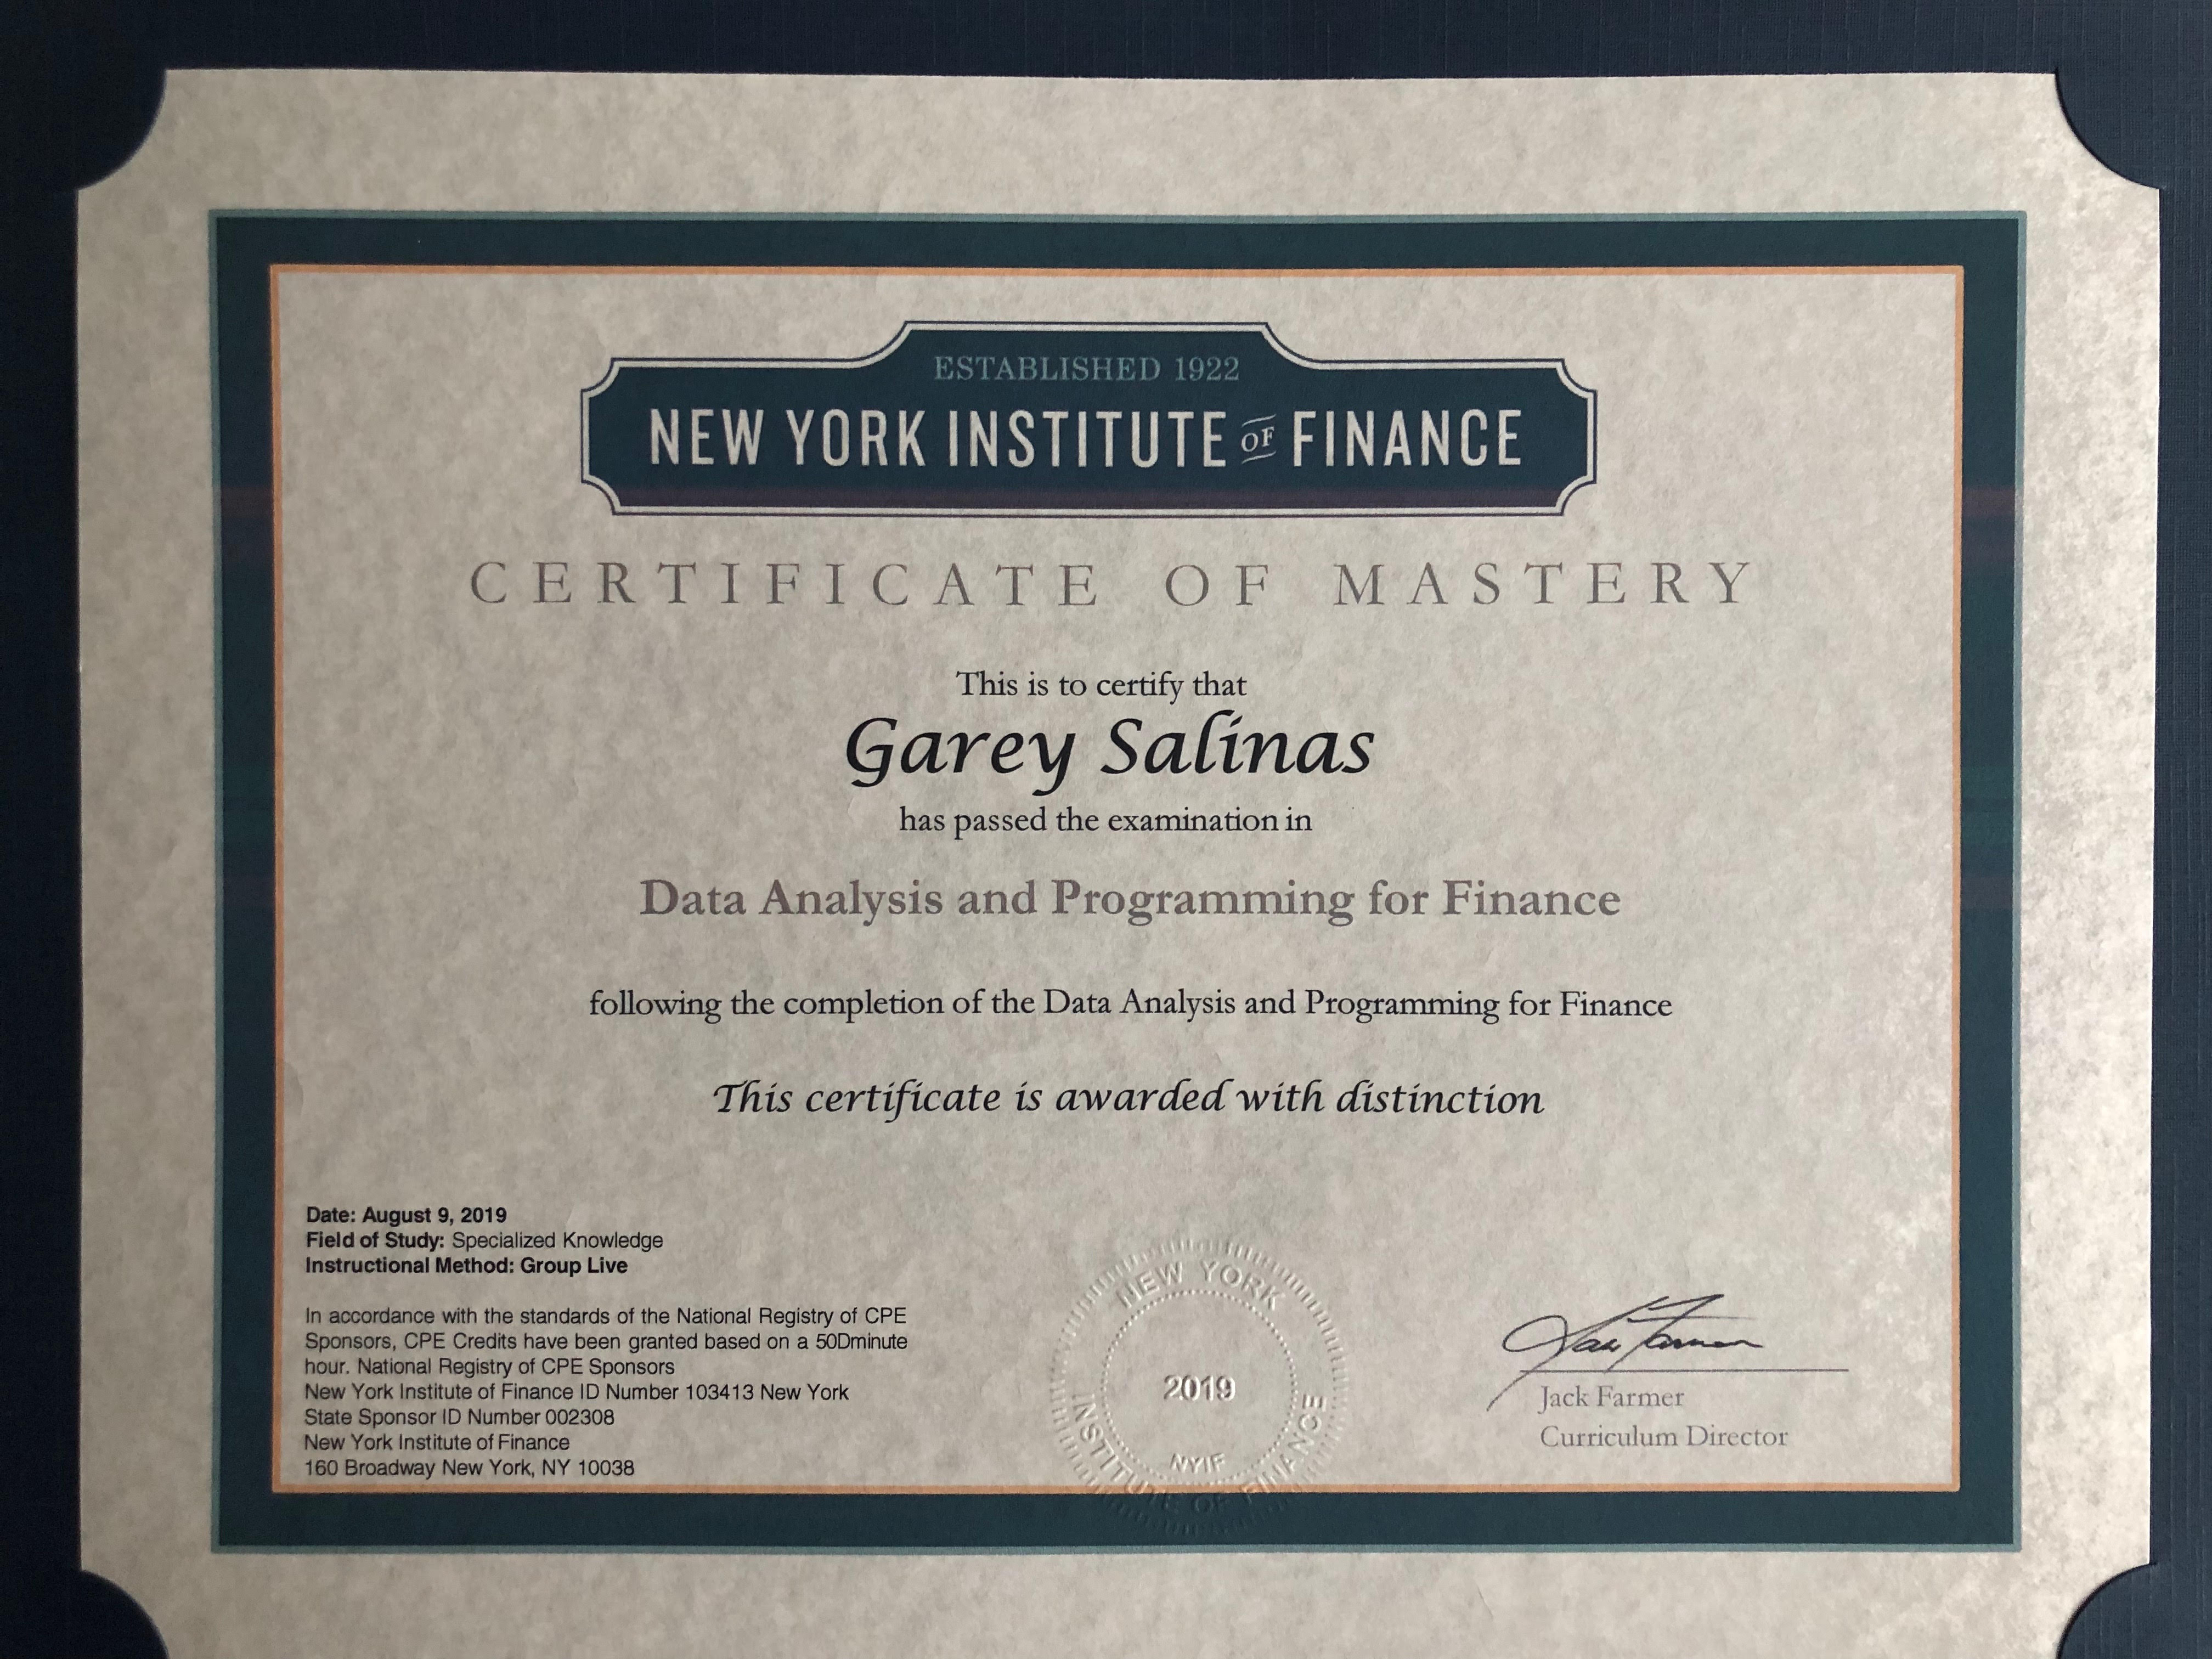 ESTABLISHED 1922
NEW YORK INSTITUTE OF FINANCE
CERTIFICATE OF MASTERY
This is to certify that
Garey Salinas
has passed the examination in
Data Analysis and Programming for Finance
following the completion of the Data Analysis and Programming for Finance
This certificate is awarded with distinction
Date: August 9, 2019
Field of Study: Specialized Knowledge
Instructional Method: Group Live
In accordance with the standards of the National Registry of CPE
Sponsors, CPE Credits have been granted based on a 50Dminute
hour. National Registry of CPE Sponsors
New York Institute of Finance ID Number 103413 New York
State Sponsor ID Number 002308
New York Institute of Finance
160 Broadway New York, NY 10038
NEW YORK
INSTITUTE OF FINANCE
2019
NYIF
Jack Farmer
Jack Farmer
Curriculum Director